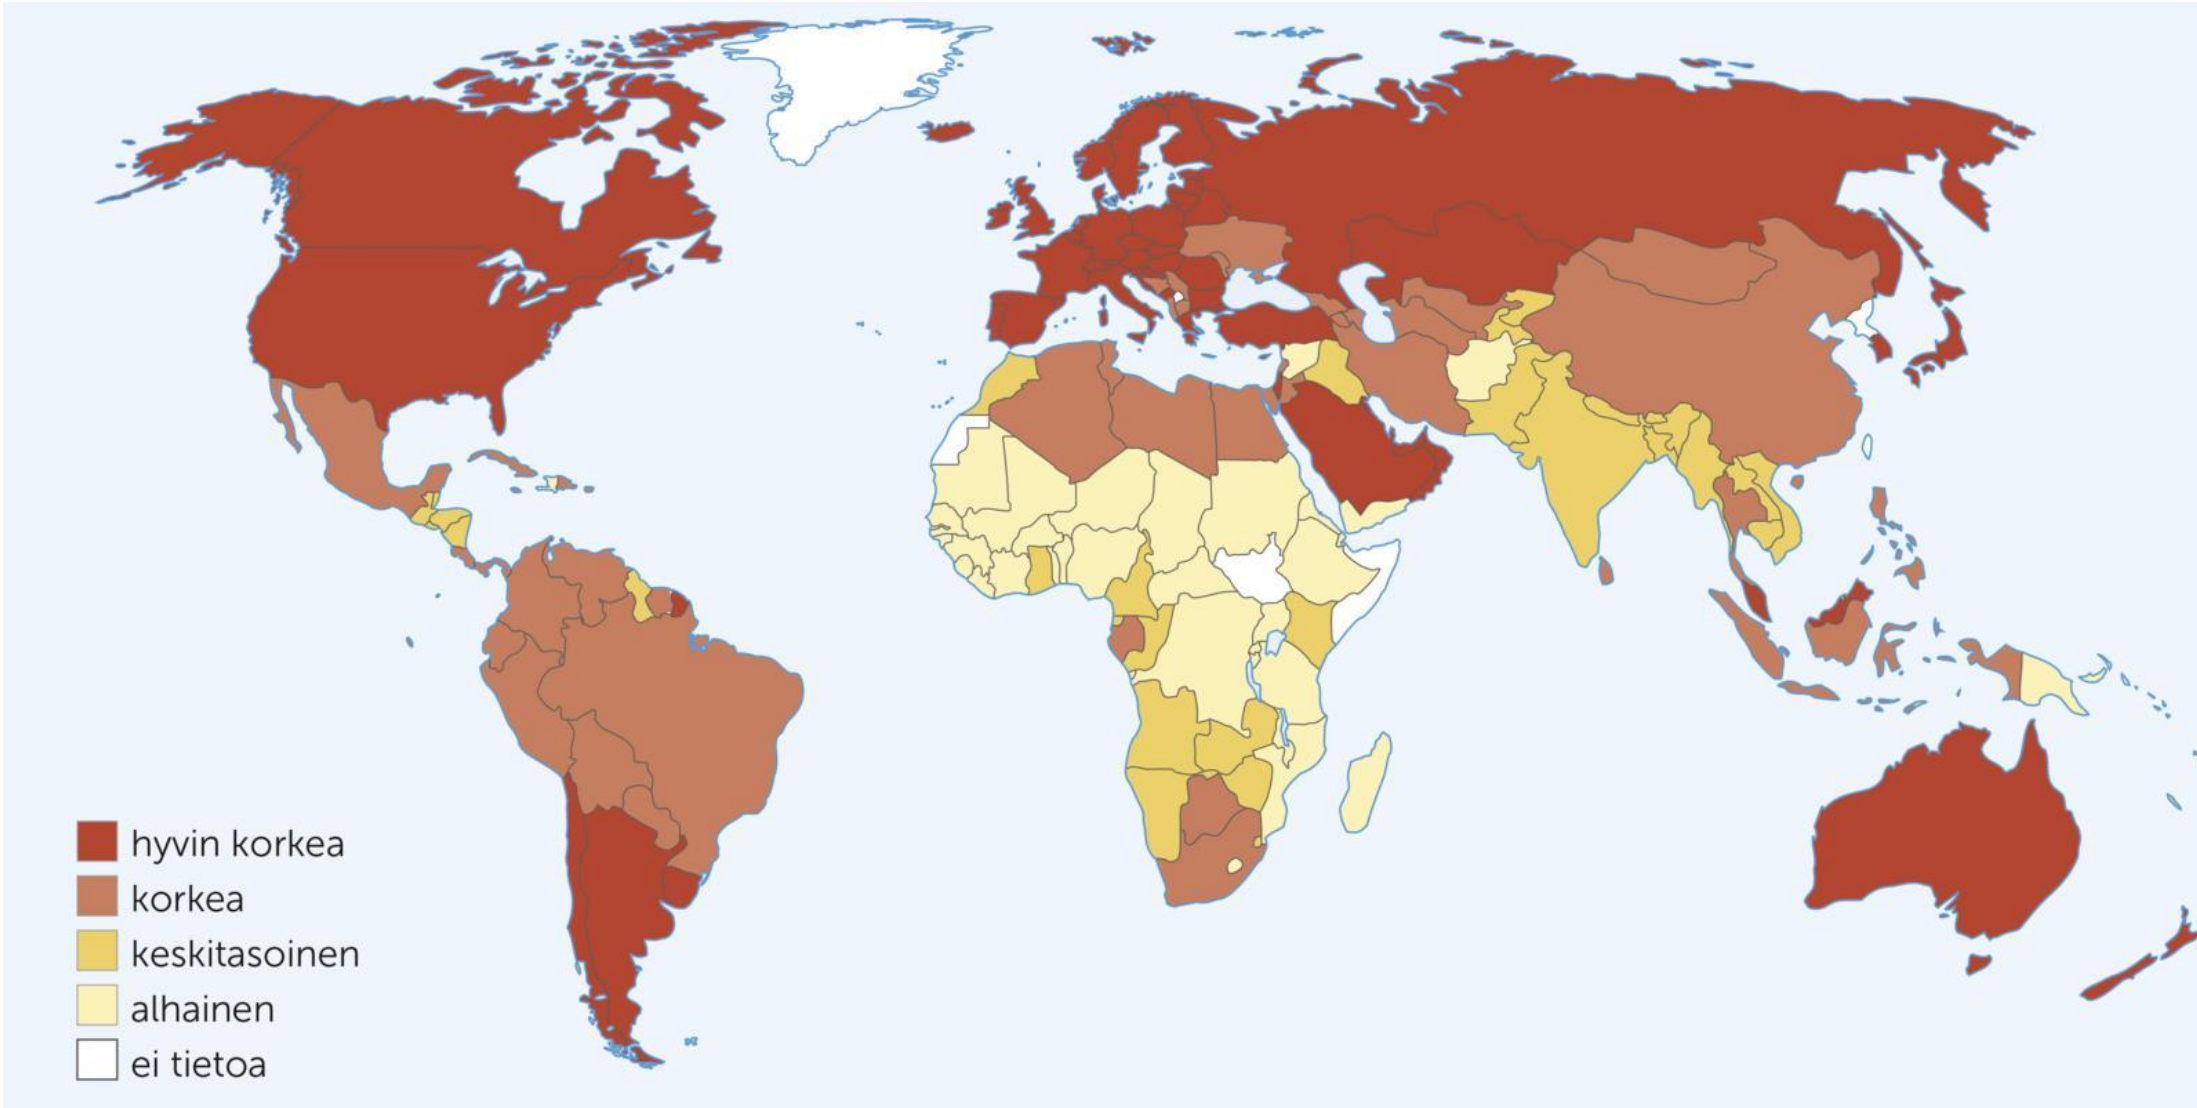 hyvin korkea
korkea
keskitasoinen
alhainen
ei tietoa